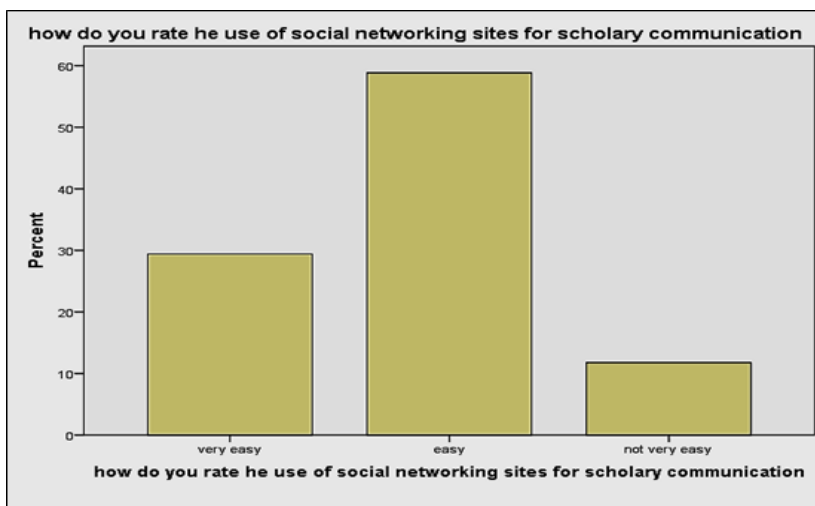 how do you rate he use of social networking sites for scholary communication
60
50
40
30
20
10
0
Percent
very easy easy not very easy
how do you rate he use of social networking sites for scholary communication